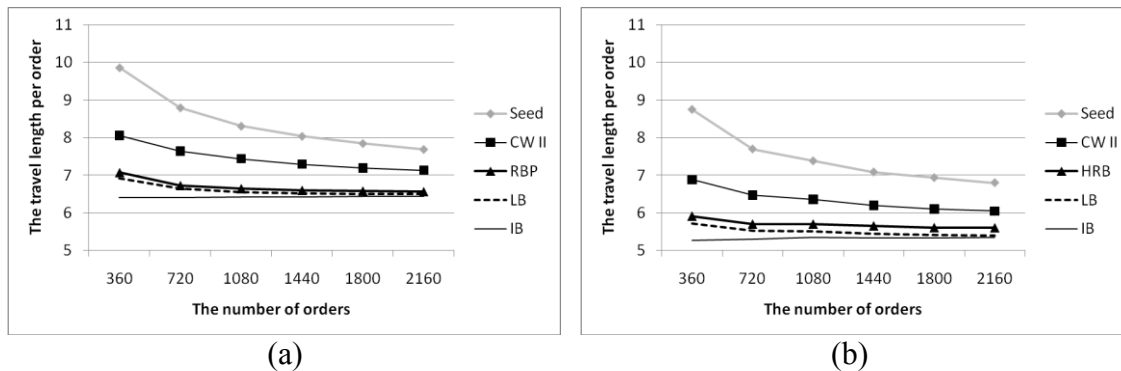 The travel length per order
11
10
9
8
7
6
5
360 720 1080 1440 1800 2160
The number of orders
Seed
CW II
RBP
LB
IB
(a)
The travel length per order
11
10
9
8
7
6
5
360 720 1080 1440 1800 2160
The number of orders
Seed
CW II
HRB
LB
IB
(b)